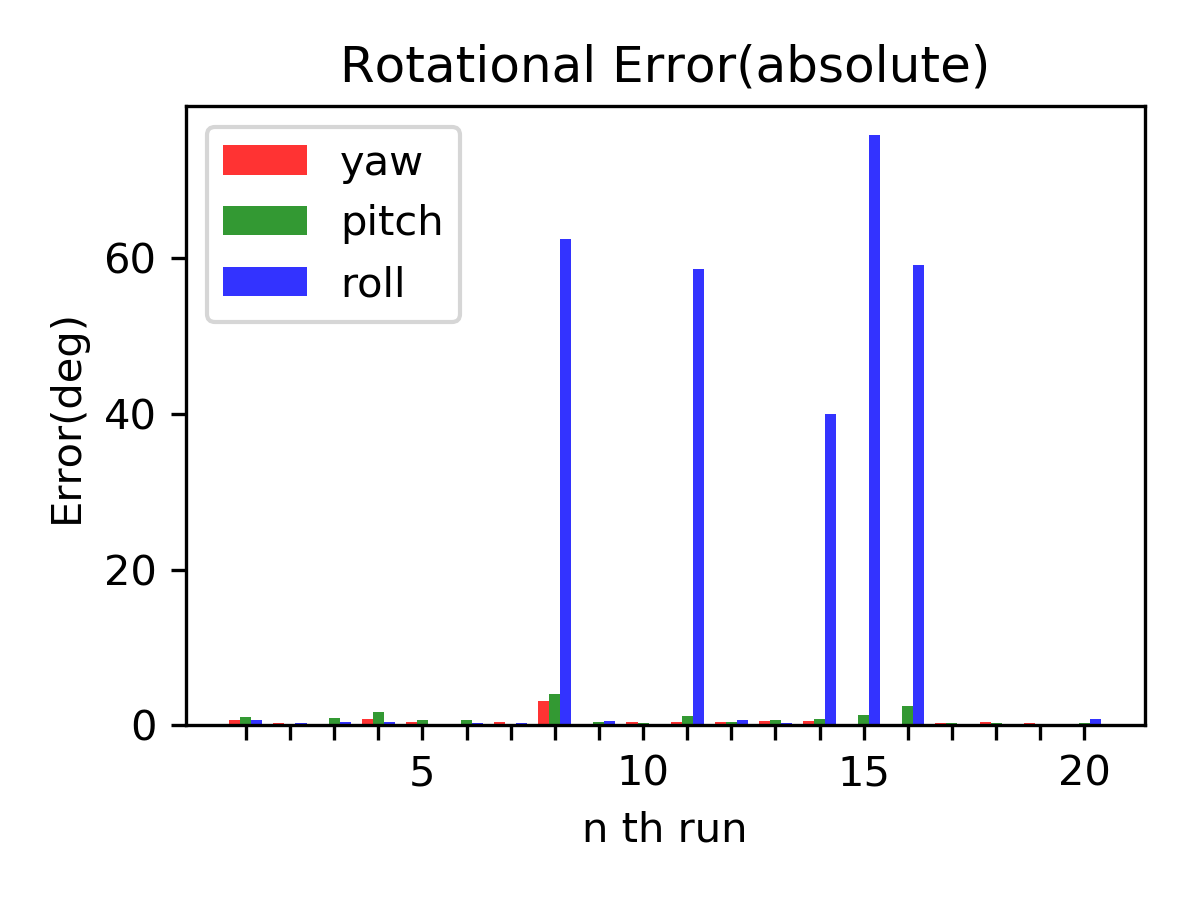 Rotational Error(absolute)
yaw
pitch
roll
Error(deg)
60
40
20
0
5 10 15 20
n th run